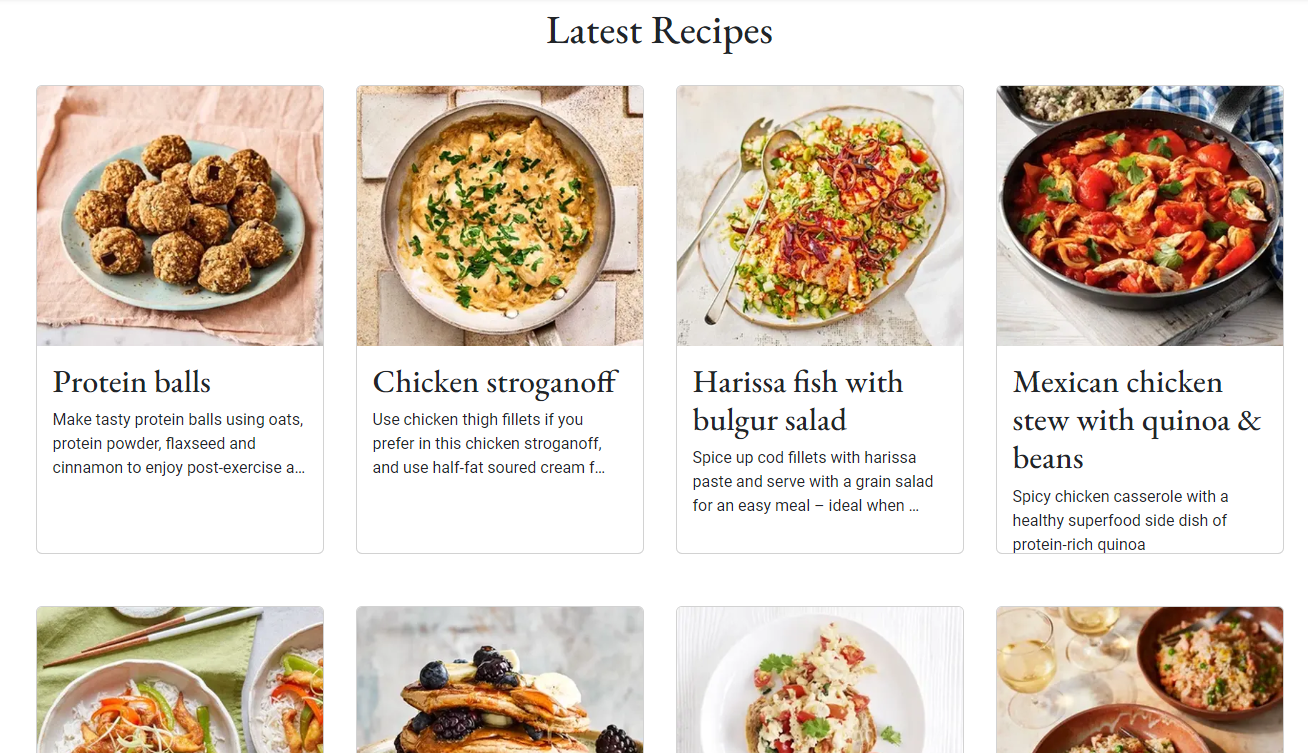 Latest Recipes
Protein balls
Make tasty protein balls using oats,
protein powder, flaxseed and
cinnamon to enjoy post-exercise a...
Chicken stroganoff
Use chicken thigh fillets if you
prefer in this chicken stroganoff,
and use half-fat soured cream f...
Harissa fish with
bulgur salad
Spice up cod fillets with harissa
paste and serve with a grain salad
for an easy meal – ideal when ...
Mexican chicken
stew with quinoa &
beans
Spicy chicken casserole with a
healthy superfood side dish of
protein-rich quinoa